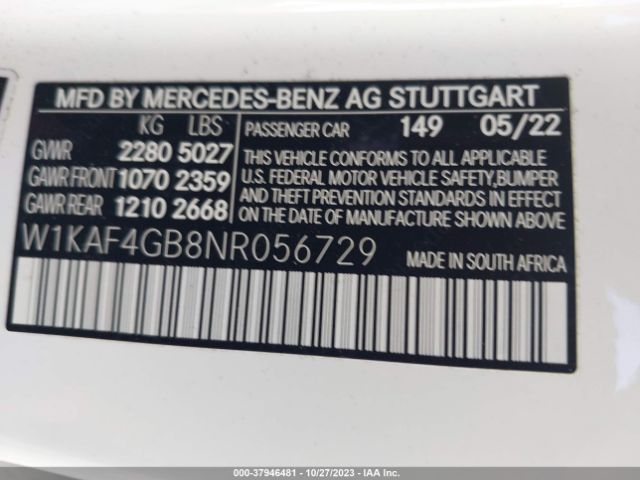 MFD BY MERCEDES-BENZ AG STUTTGART
KG LBS
GVWR 2280 5027
GAWR FRONT 1070 2359
GAWR REAR 1210 2668
PASSENGER CAR 149 05/22
THIS VEHICLE CONFORMS TO ALL APPLICABLE
U.S. FEDERAL MOTOR VEHICLE SAFETY, BUMPER
AND THEFT PREVENTION STANDARDS IN EFFECT
ON THE DATE OF MANUFACTURE SHOWN ABOVE.
W1KAF4GB8NR056729
MADE IN SOUTH AFRICA
© 1000-37946481 - 10/27/2023 - IAA Inc.